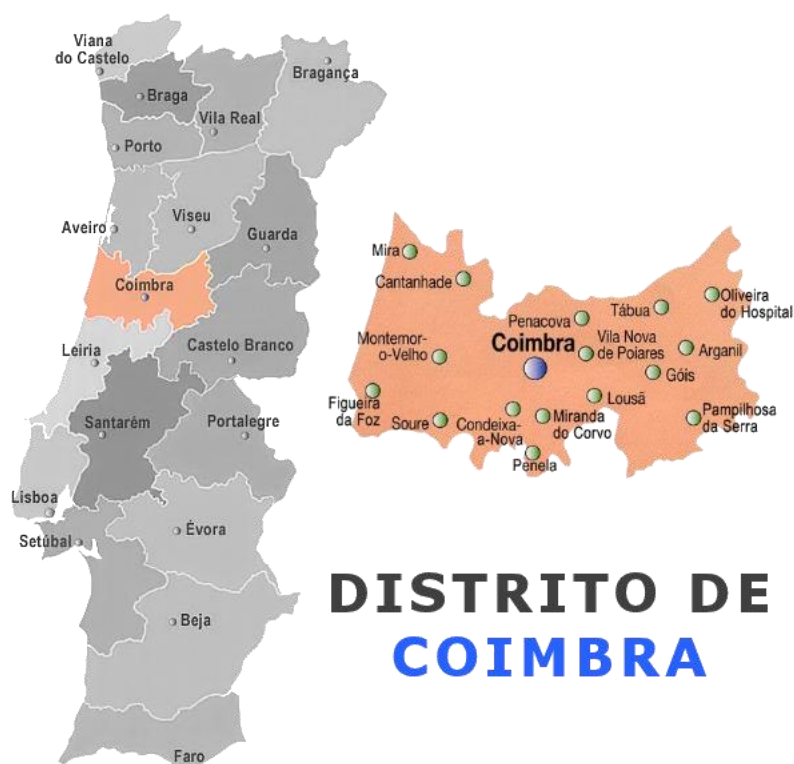 Viana
do Castelo
Bragança
Braga
Vila Real
Porto
Aveiro
Viseu
Guarda
Coimbra
Leiria
Castelo Branco
Santarém
Portalegre
Lisboa
Setúbal
Évora
Beja
Faro
Mira
Cantanhade
Oliveira
do Hospital
Tábua
Penacova
Coimbra
Vila Nova
de Poiares
Montemor-
o-Velho
Arganil
Góis
Lousã
Figueira
da Foz
Soure
Condeixa-
a-Nova
Miranda
do Corvo
Pampilhosa
da Serra
Penela
DISTRITO DE
COIMBRA